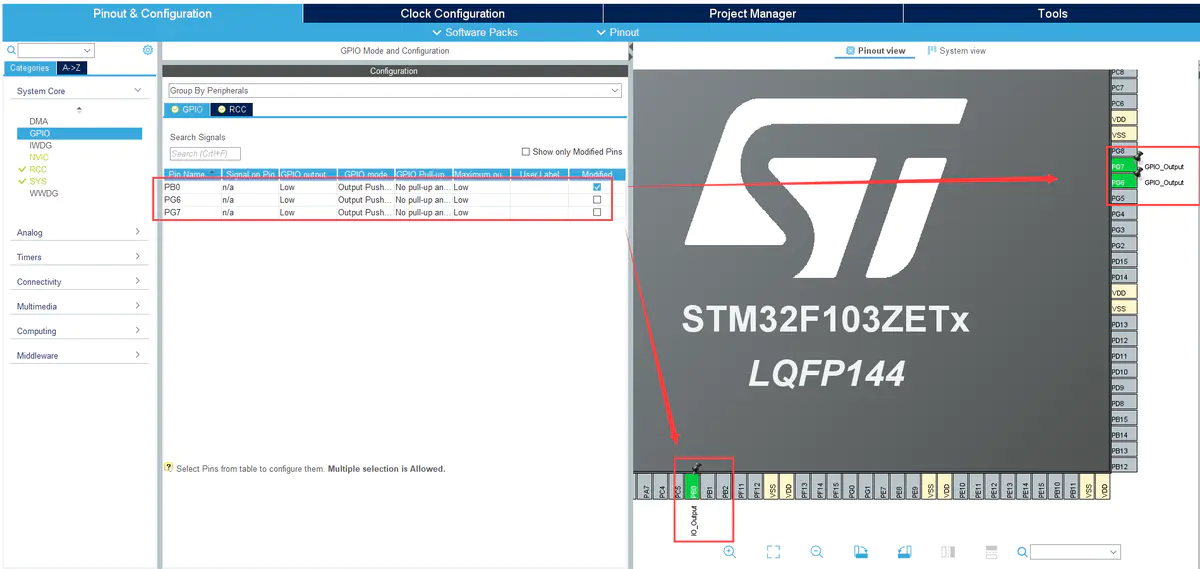 Pinout & Configuration
Clock Configuration
Project Manager
Tools
Software Packs
Pinout
GPIO Mode and Configuration
Pinout view
System view
Categories
A->Z
Configuration
System Core
Group By Peripherals
GPIO
RCC
DMA
GPIO
IWDG
NVIC
RCC
SYS
WWDG
Search Signals
Search (Crtl+F)
Show only Modified Pins
Pin Name Signal on Pin GPIO output... GPIO mode GPIO Pull-up... Maximum ou... User Label Modified
PB0 n/a Low Output Push... No pull-up an... Low
PG6 n/a Low Output Push... No pull-up an... Low
PG7 n/a Low Output Push... No pull-up an... Low
Analog
Timers
Connectivity
Multimedia
Computing
Middleware
Select Pins from table to configure them. Multiple selection is Allowed.
STM32F103ZETx
LQFP144
PC8
PC7
PC6
VDD
VSS
PG8
PG7 GPIO_Output
PG6 GPIO_Output
PG5
PG4
PG3
PG2
PD15
PD14
VDD
VSS
PD13
PD12
PD11
PD10
PD9
PD8
PB15
PB14
PB13
PB12
PA7
PC4
PC5
PB0
PB1
PB2
PF11
PF12
VSS
VDD
PF13
PF14
PF15
PG0
PG1
PE7
PE8
PE9
VSS
VDD
PE10
PE11
PE12
PE13
PE14
PE15
PB10
PB11
VSS
VDD
IO_Output